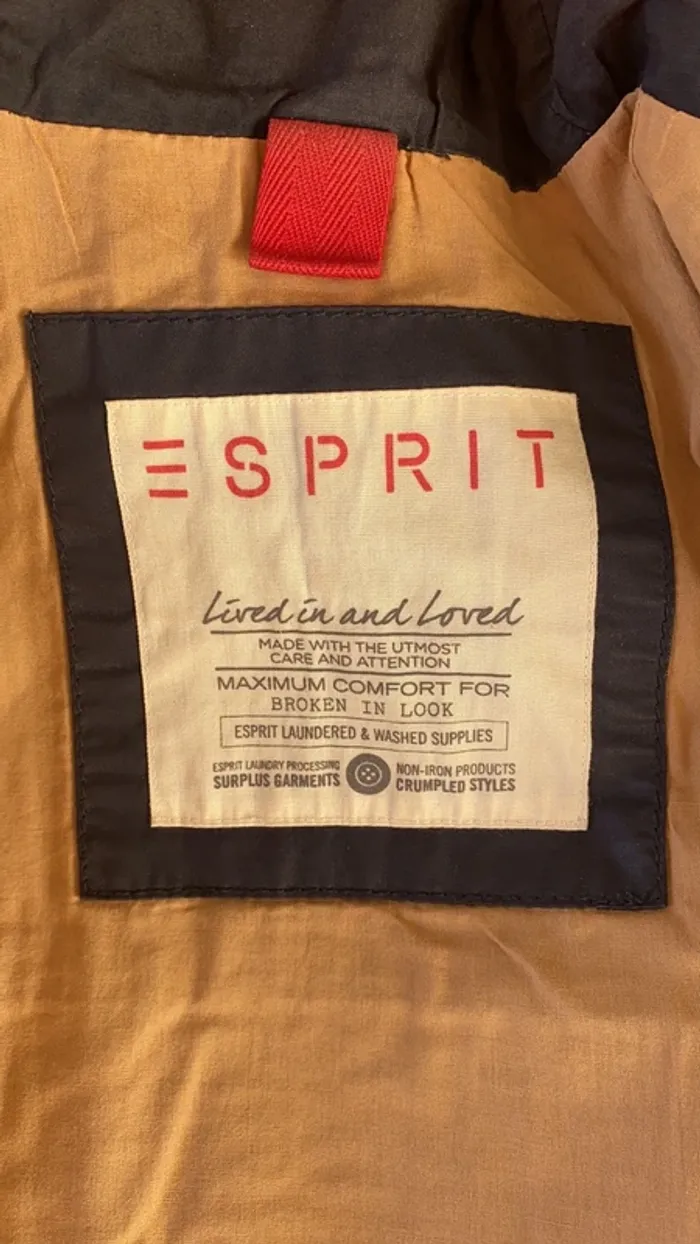 ESPRIT
Lived in and Loved
MADE WITH THE UTMOST
CARE AND ATTENTION
MAXIMUM COMFORT FOR
BROKEN IN LOOK
ESPRIT LAUNDERED & WASHED SUPPLIES
ESPRIT LAUNDRY PROCESSING
SURPLUS GARMENTS
NON-IRON PRODUCTS
CRUMPLED STYLES